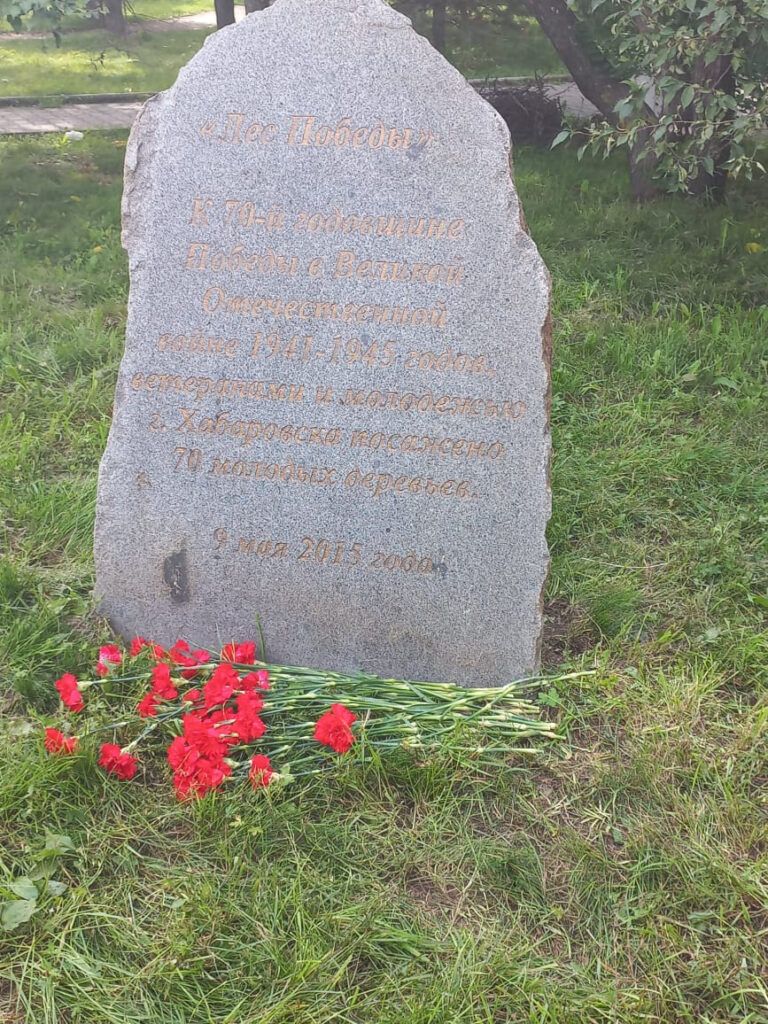 «Лес Победы»
К 70-й годовщине
Победы в Великой
Отечественной
войне 1941-1945 годов,
ветеранами и молодежью
г. Хабаровска посажено
70 молодых деревьев.
9 мая 2015 года